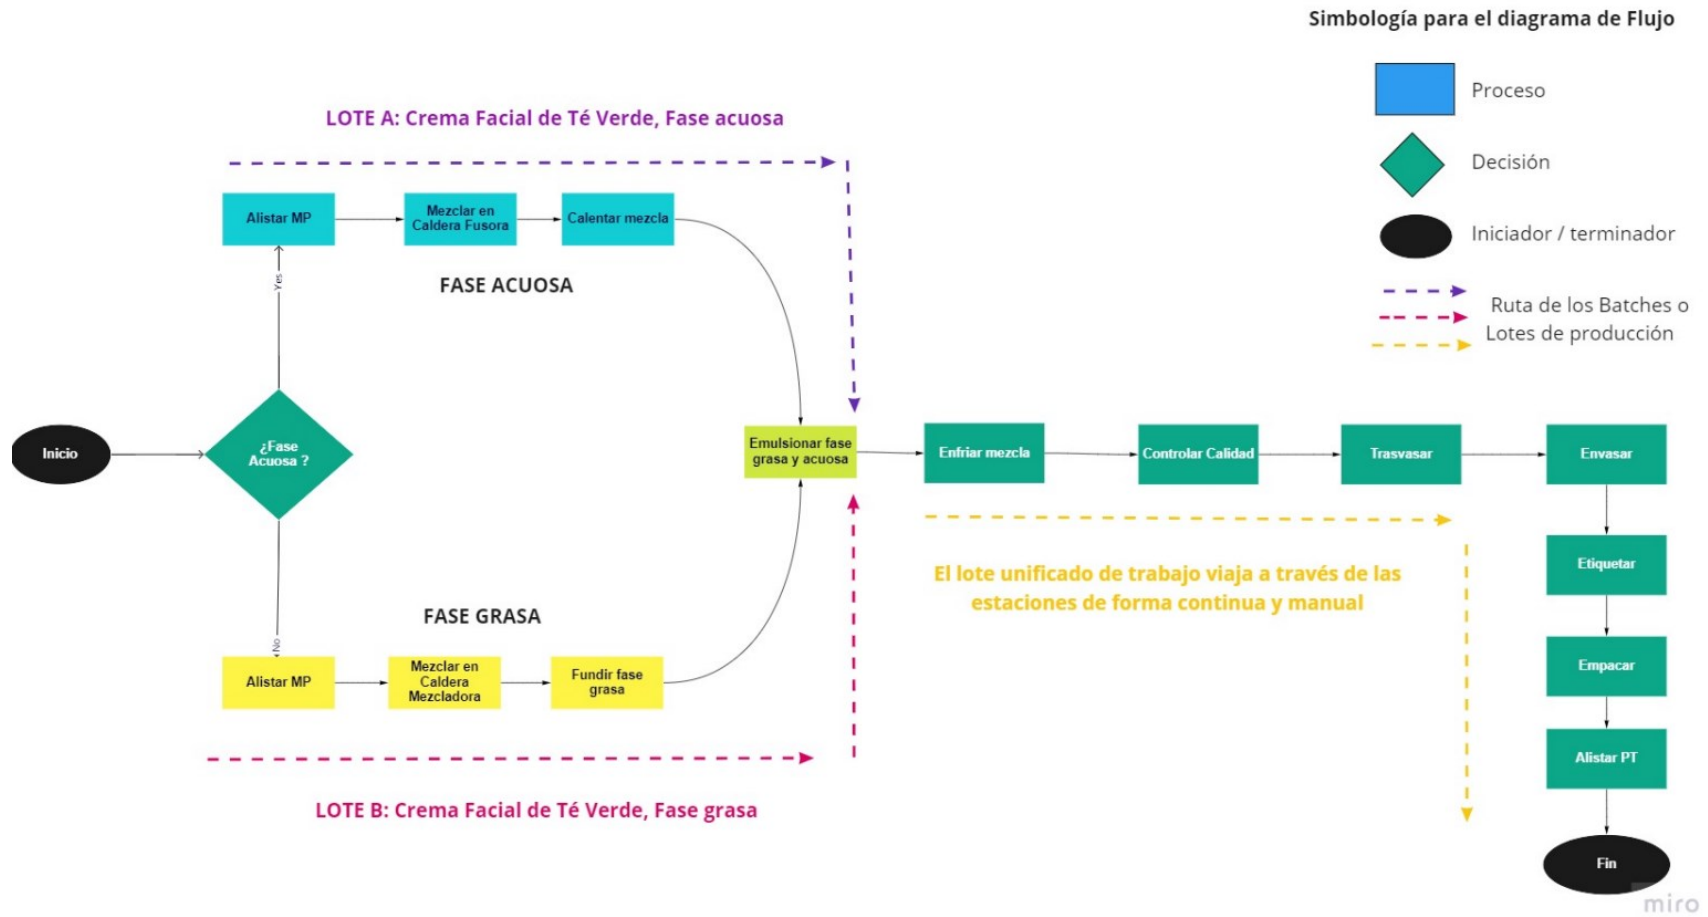 Simbología para el diagrama de Flujo
Proceso
Decisión
Iniciador / terminador
Ruta de los Batches o
Lotes de producción
LOTE A: Crema Facial de Té Verde, Fase acuosa
Alistar MP
Mezclar en
Caldera Fusora
Calentar mezcla
FASE ACUOSA
Yes
Inicio
¿Fase
Acuosa ?
No
Emulsionar fase
grasa y acuosa
Enfriar mezcla
Controlar Calidad
Trasvasar
Envasar
Etiquetar
Empacar
Alistar PT
Fin
El lote unificado de trabajo viaja a través de las
estaciones de forma continua y manual
FASE GRASA
Alistar MP
Mezclar en
Caldera
Mezcladora
Fundir fase
grasa
LOTE B: Crema Facial de Té Verde, Fase grasa
miro